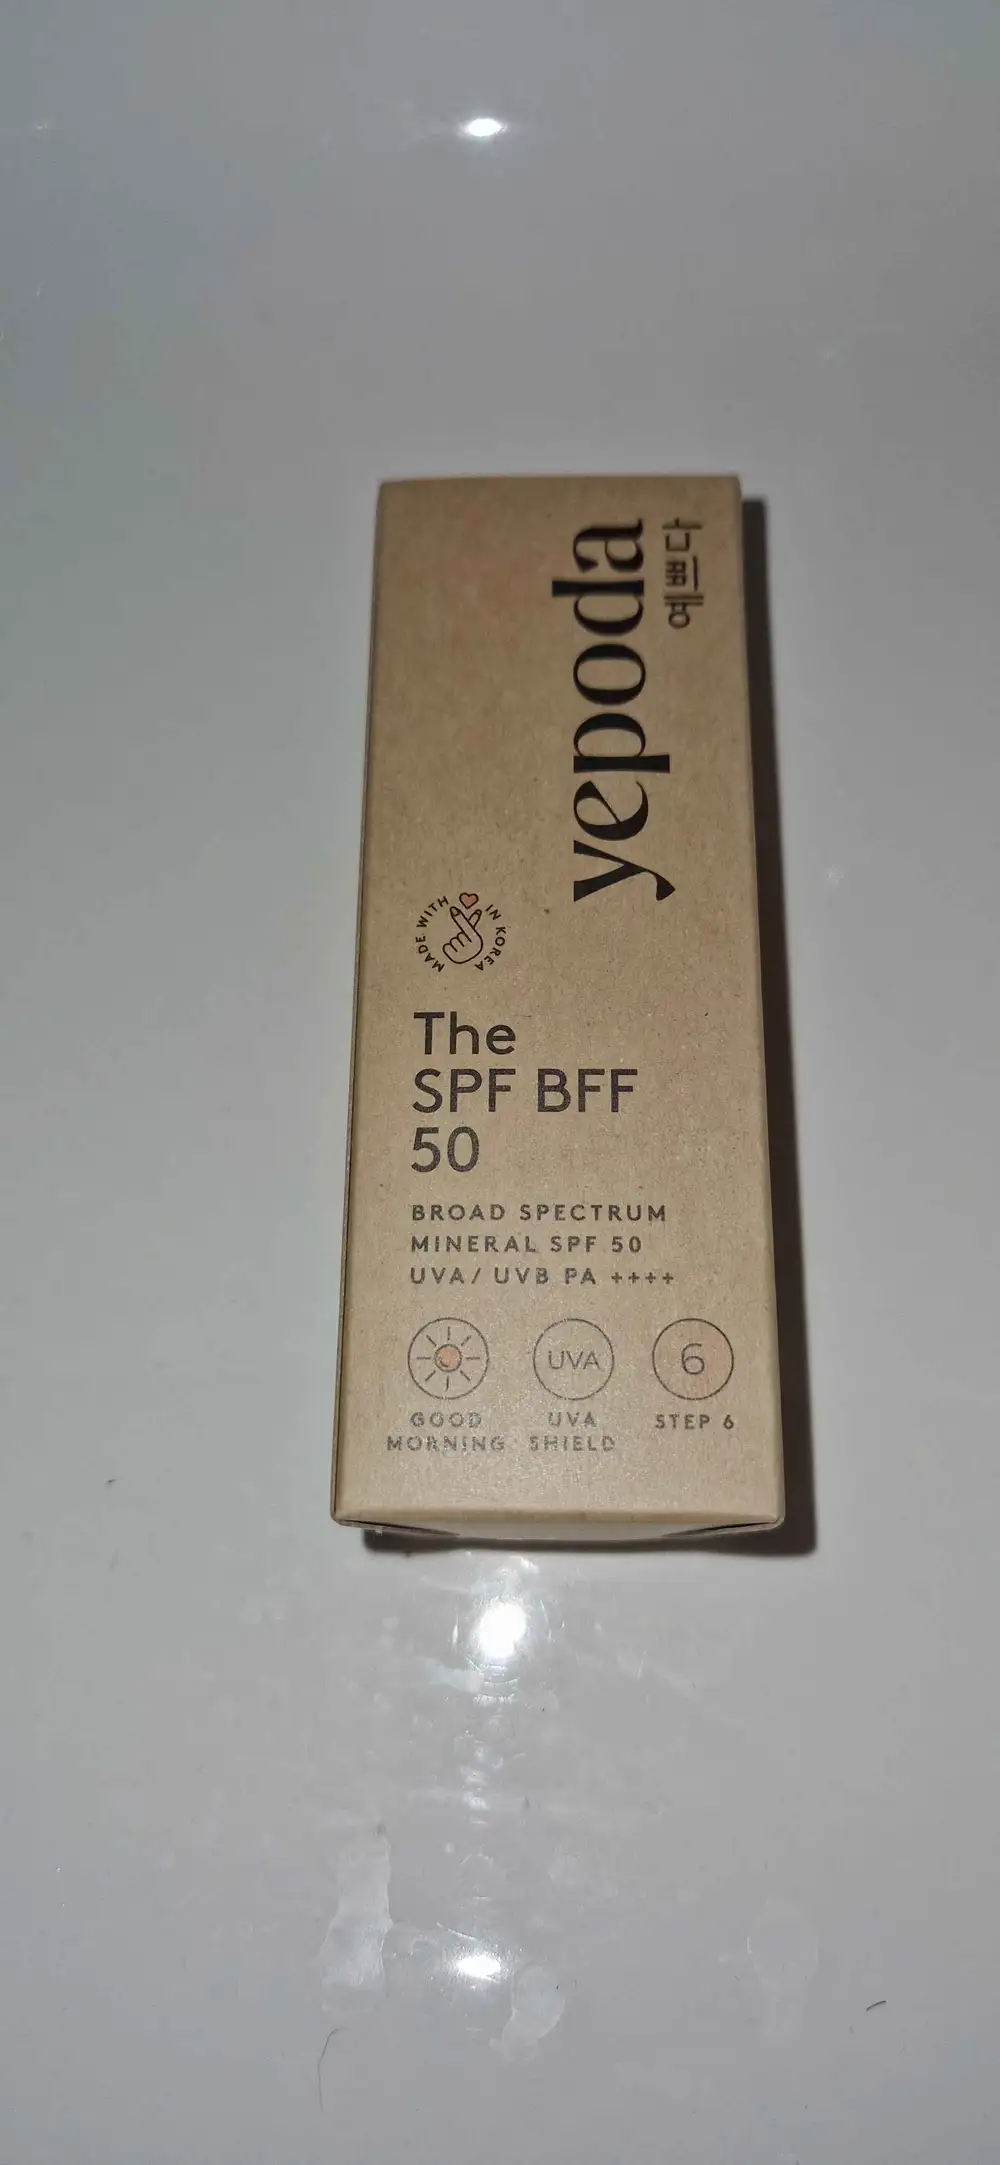 yepoda
예쁘다
MADE WITH IN KOREA
The
SPF BFF
50
BROAD SPECTRUM
MINERAL SPF 50
UVA/ UVB PA ++++
UVA
6
GOOD
MORNING
UVA
SHIELD
STEP 6